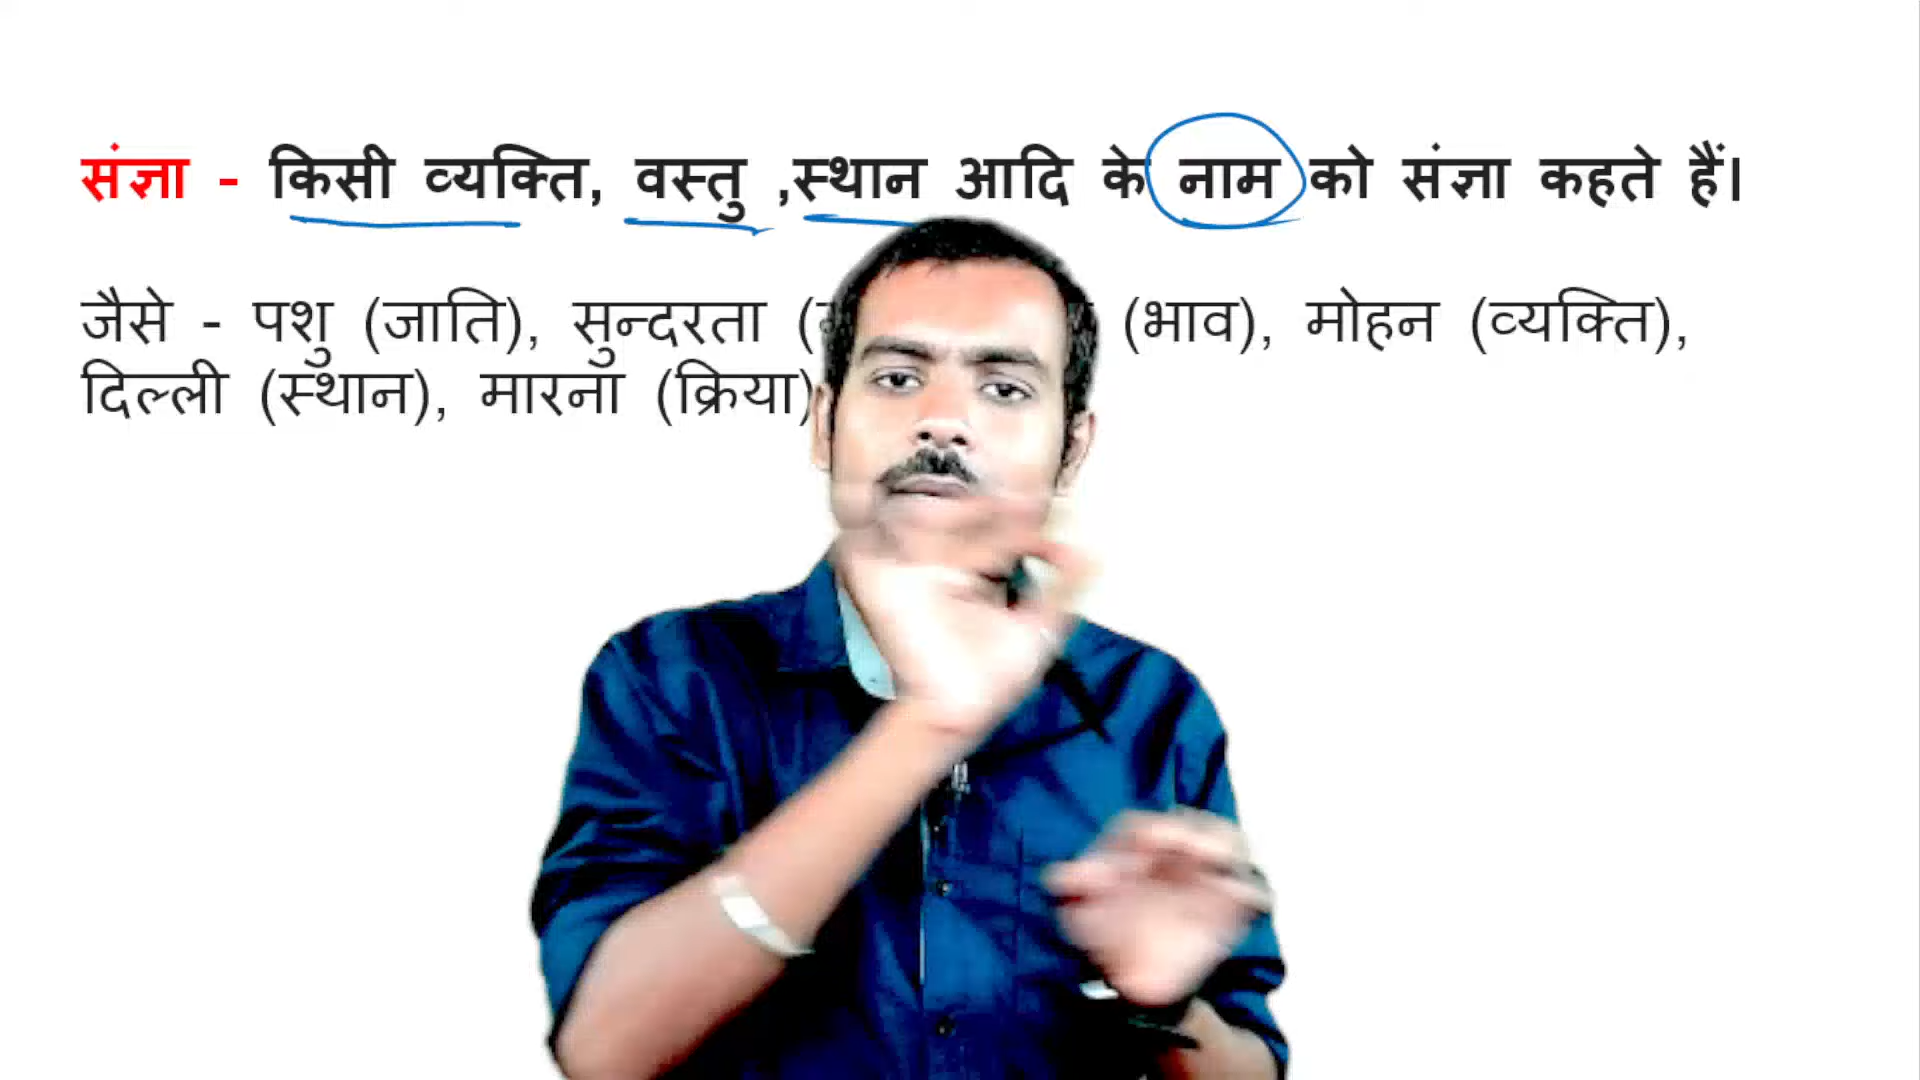 संज्ञा - किसी व्यक्ति, वस्तु ,स्थान आदि के नाम को संज्ञा कहते हैं।
जैसे - पशु (जाति), सुन्दरता ( (भाव), मोहन (व्यक्ति),
दिल्ली (स्थान), मारना (क्रिया)